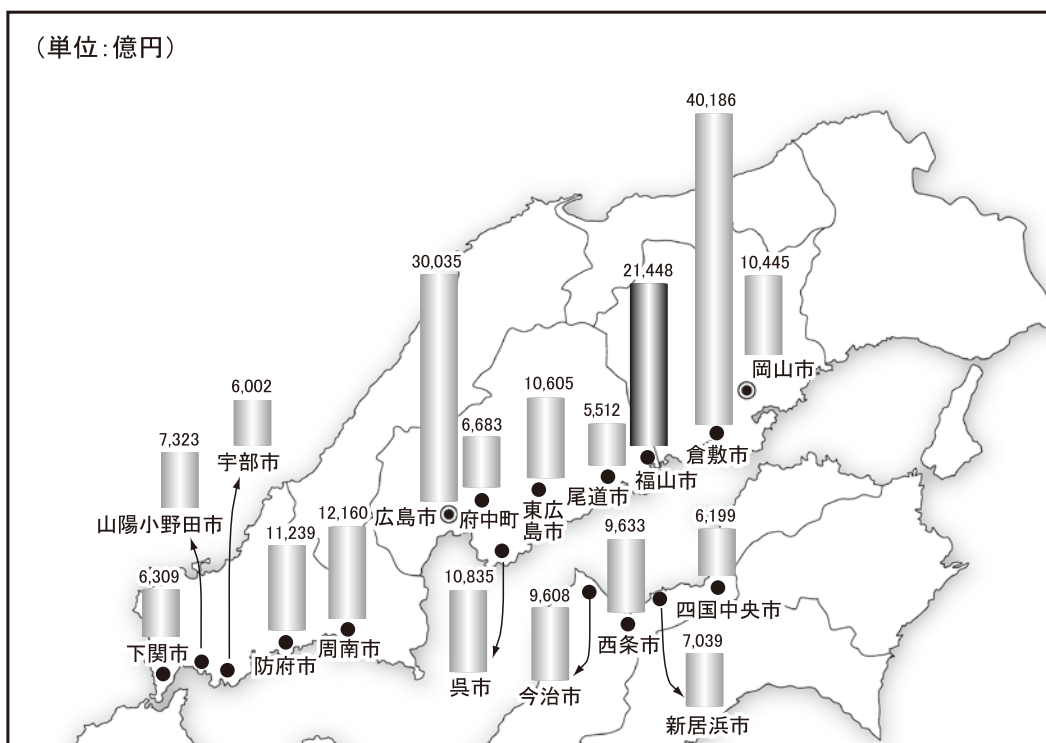 (単位:億円)
40,186
30,035
21,448
10,445
岡山市
6,002
10,605
5,512
6,683
7,323
宇部市
倉敷市
福山市
尾道市
東広
島市
府中町
広島市
山陽小野田市
12,160
9,633
6,199
11,239
6,309
10,835
9,608
四国中央市
西条市
周南市
下関市
防府市
7,039
呉市
今治市
新居浜市